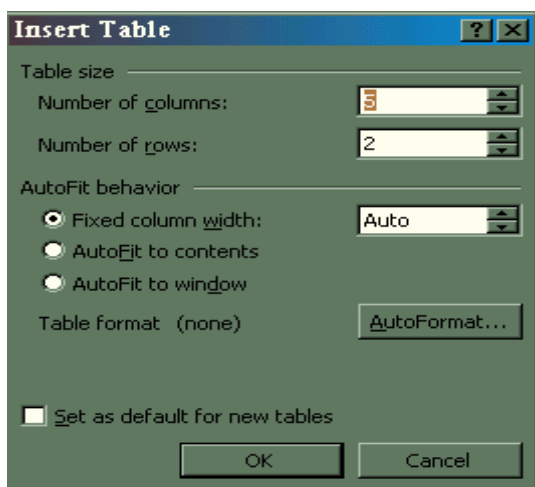 Insert Table ? X
Table size
Number of columns: 5
Number of rows: 2
AutoFit behavior
Fixed column width: Auto
AutoFit to contents
AutoFit to window
Table format (none) AutoFormat...
Set as default for new tables
OK Cancel